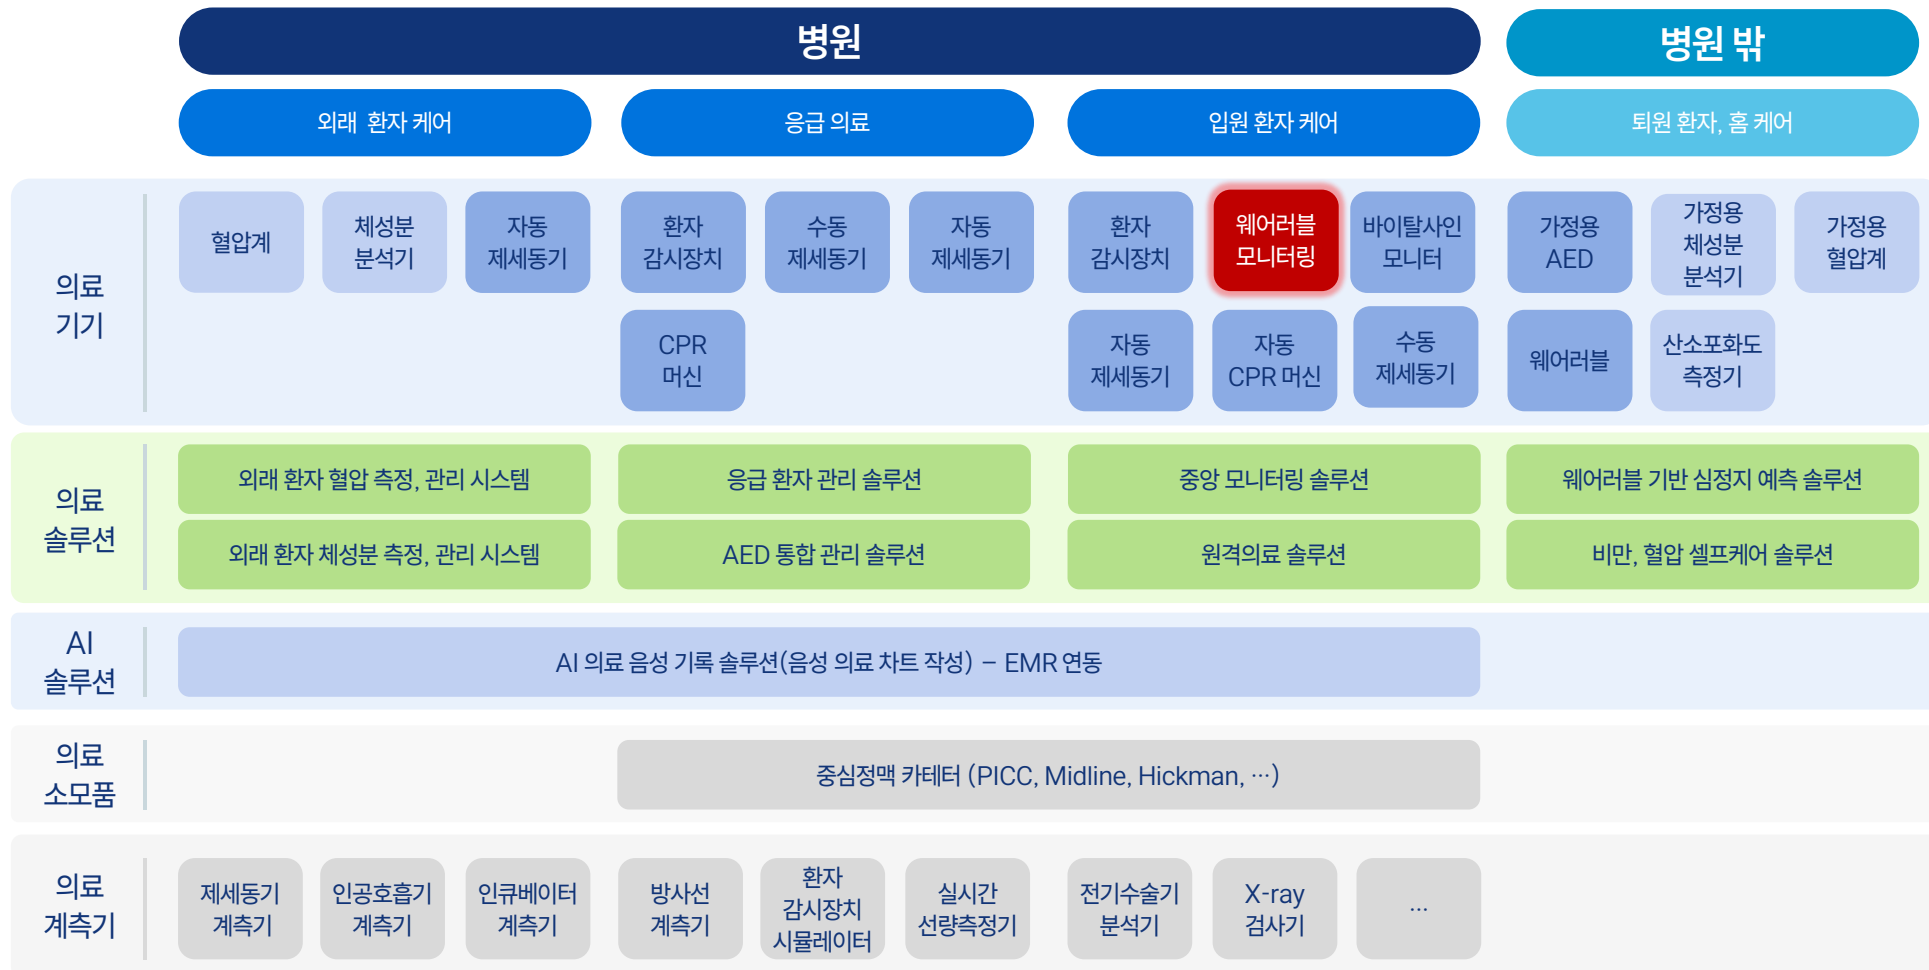 병원
병원 밖
외래 환자 케어
응급 의료
입원 환자 케어
퇴원 환자, 홈 케어
의료
기기
혈압계
체성분
분석기
자동
제세동기
환자
감시장치
수동
제세동기
자동
제세동기
환자
감시장치
웨어러블
모니터링
바이탈사인
모니터
가정용
AED
가정용
체성분
분석기
가정용
혈압계
CPR
머신
자동
제세동기
자동
CPR 머신
수동
제세동기
웨어러블
산소포화도
측정기
의료
솔루션
외래 환자 혈압 측정, 관리 시스템
응급 환자 관리 솔루션
중앙 모니터링 솔루션
웨어러블 기반 심정지 예측 솔루션
외래 환자 체성분 측정, 관리 시스템
AED 통합 관리 솔루션
원격의료 솔루션
비만, 혈압 셀프케어 솔루션
AI
솔루션
AI 의료 음성 기록 솔루션(음성 의료 차트 작성) – EMR 연동
의료
소모품
중심정맥 카테터 (PICC, Midline, Hickman, …)
의료
계측기
제세동기
계측기
인공호흡기
계측기
인큐베이터
계측기
방사선
계측기
환자
감시장치
시뮬레이터
실시간
선량측정기
전기수술기
분석기
X-ray
검사기
…